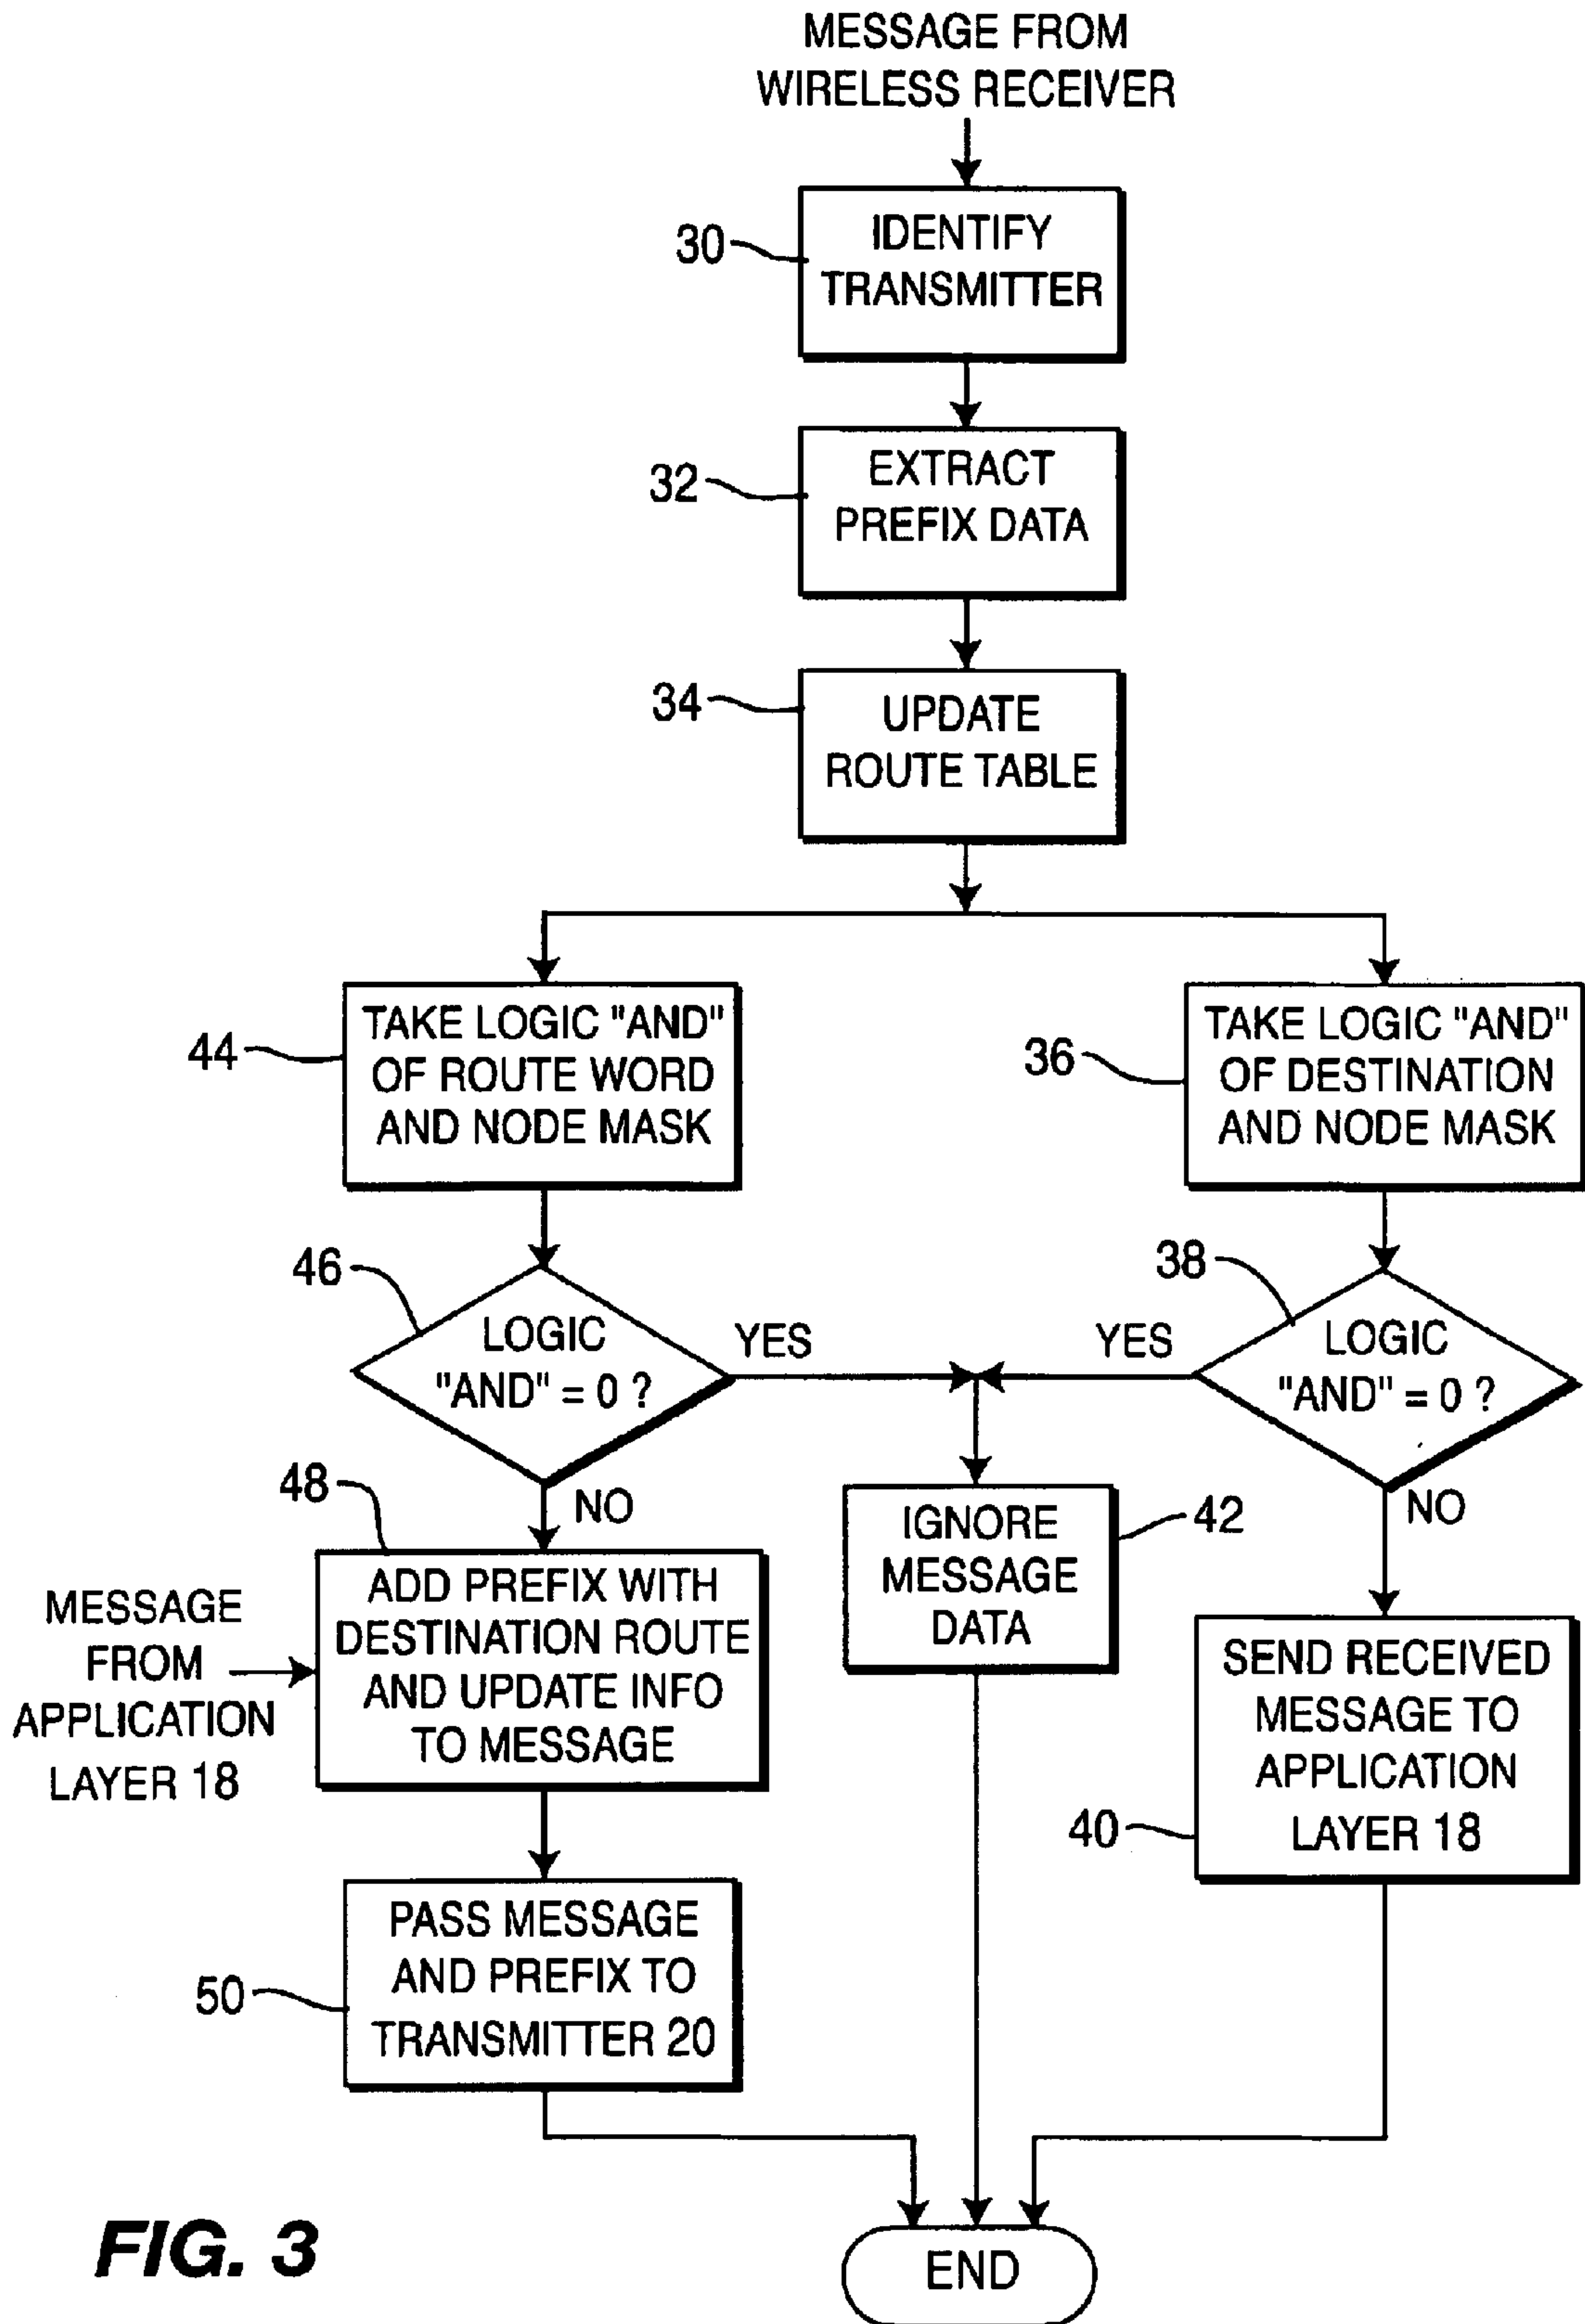 MESSAGE FROM
WIRELESS RECEIVER
30
IDENTIFY
TRANSMITTER
32
EXTRACT
PREFIX DATA
34
UPDATE
ROUTE TABLE
44
TAKE LOGIC "AND"
OF ROUTE WORD
AND NODE MASK
36
TAKE LOGIC "AND"
OF DESTINATION
AND NODE MASK
46
LOGIC
"AND" = 0 ?
YES
38
LOGIC
"AND" = 0 ?
YES
NO
NO
48
ADD PREFIX WITH
DESTINATION ROUTE
AND UPDATE INFO
TO MESSAGE
MESSAGE
FROM
APPLICATION
LAYER 18
IGNORE
MESSAGE
DATA
42
SEND RECEIVED
MESSAGE TO
APPLICATION
LAYER 18
40
PASS MESSAGE
AND PREFIX TO
TRANSMITTER 20
50
END
FIG. 3